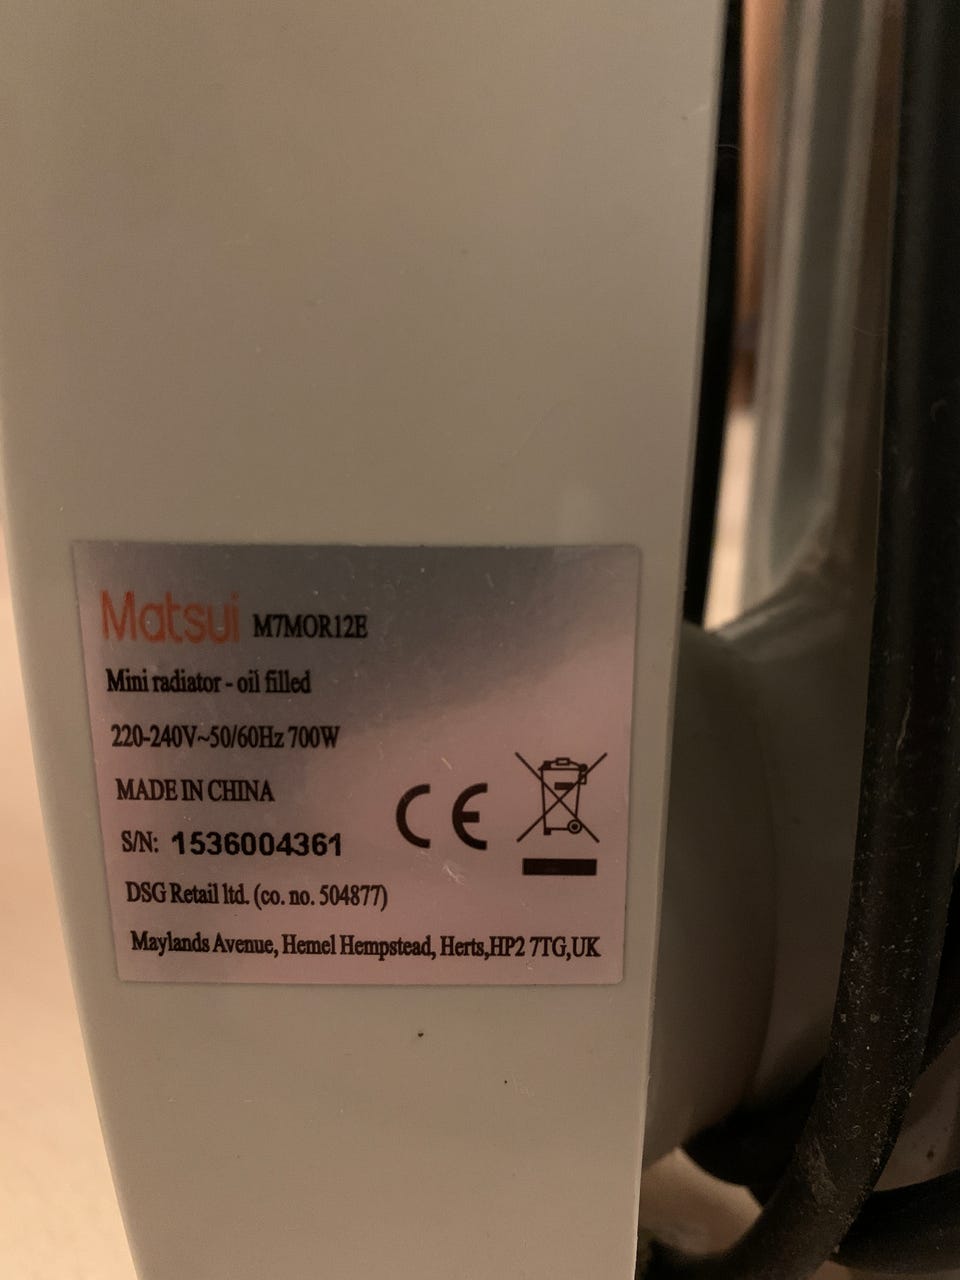 Matsui M7MOR12E
Mini radiator - oil filled
220-240V~50/60Hz 700W
MADE IN CHINA
CE
S/N: 1536004361
DSG Retail ltd. (co. no. 504877)
Maylands Avenue, Hemel Hempstead, Herts,HP2 7TG,UK